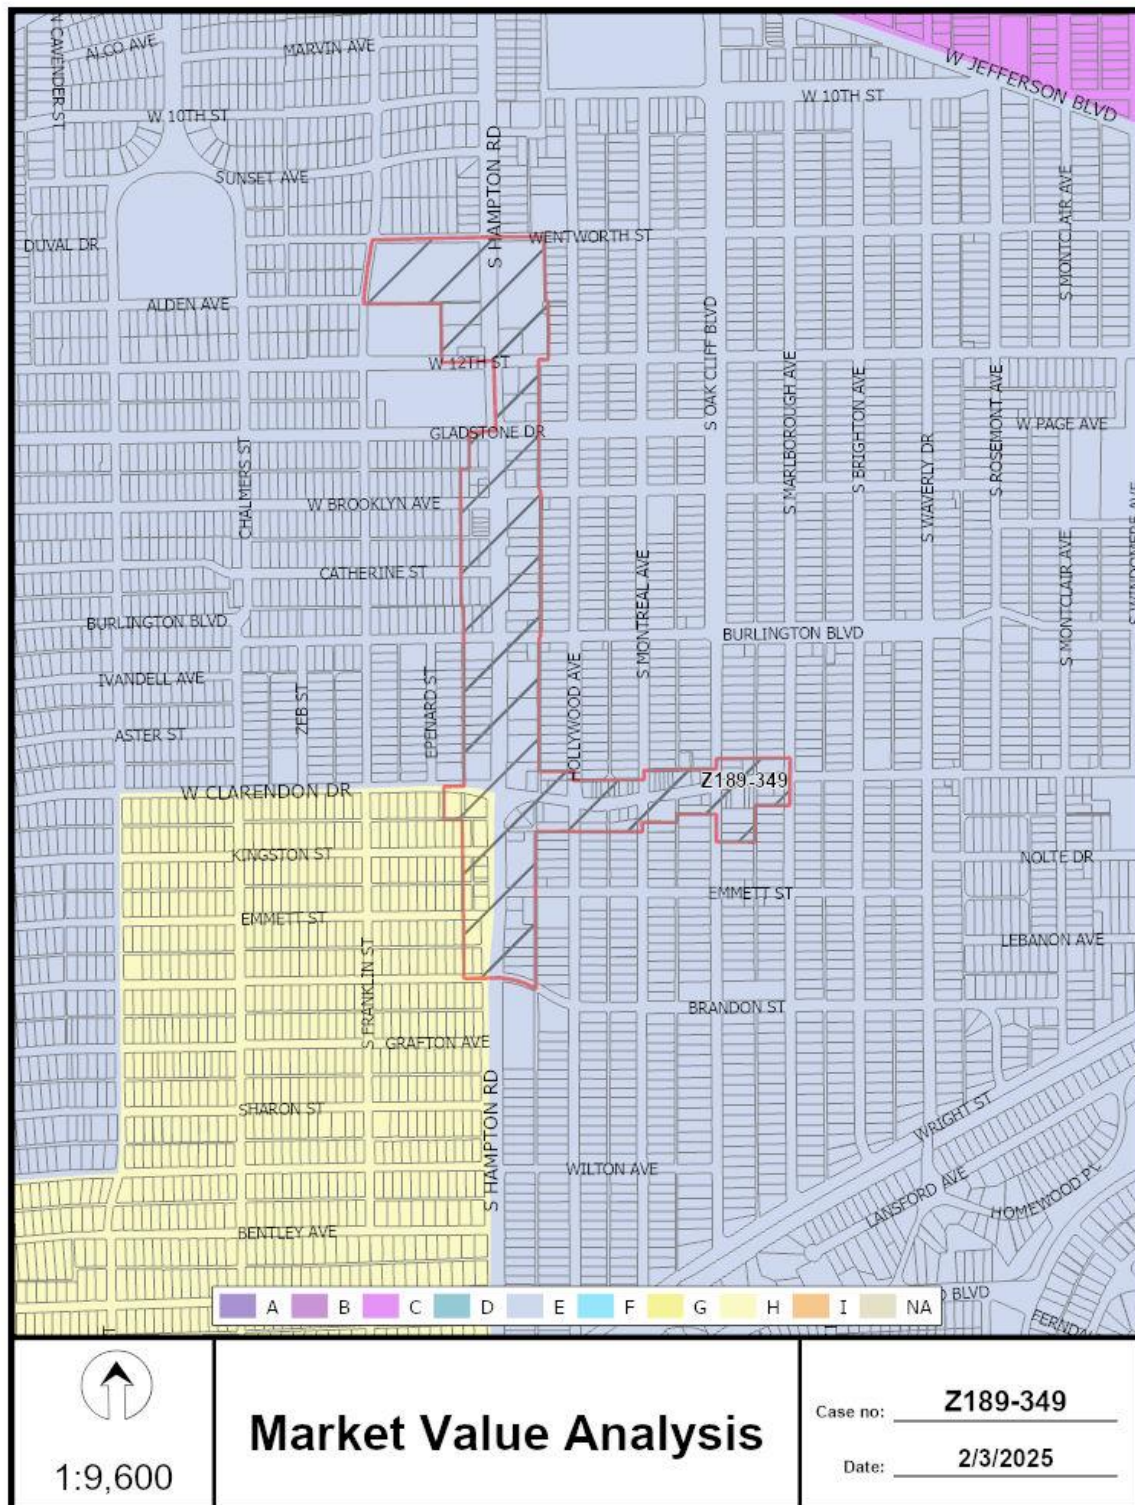 N CAVENDER ST
ALCO AVE
MARVIN AVE
W JEFFERSON BLVD
W 10TH ST
W 10TH ST
S HAMPTON RD
SUNSET AVE
S MONTCLAIR AVE
WENTWORTH ST
DUVAL DR
ALDEN AVE
S OAK CLIFF BLVD
W 12TH ST
S MARLBOROUGH AVE
S BRIGHTON AVE
S ROSEMONT AVE
W PAGE AVE
GLADSTONE DR
CHALMERS ST
S WAVERLY DR
W BROOKLYN AVE
S WINDOMERE AVE
CATHERINE ST
S MONTREAL AVE
S MONTCLAIR AVE
BURLINGTON BLVD
BURLINGTON BLVD
IVANDELL AVE
ZEB ST
EPENARD ST
HOLLYWOOD AVE
ASTER ST
Z189-349
W CLARENDON DR
KINGSTON ST
NOLTE DR
EMMETT ST
EMMETT ST
LEBANON AVE
S FRANKLIN ST
BRANDON ST
GRAFTON AVE
SHARON ST
S HAMPTON RD
WRIGHT ST
WILTON AVE
LANSFORD AVE
HOMEWOOD PL
BENTLEY AVE
BLVD
A B C D E F G H I NA
1:9,600
Market Value Analysis
Case no: Z189-349
Date: 2/3/2025